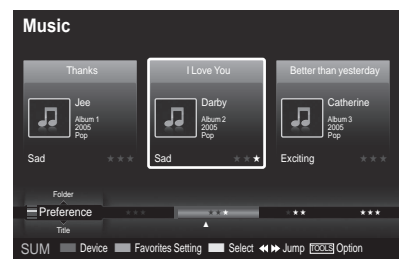 Music
Thanks
I Love You
Better than yesterday
Jee
Album 1
2005
Pop
Sad
★★★
Darby
Album 2
2005
Pop
Sad
★★★
Catherine
Album 3
2005
Pop
Exciting
★★★
Folder
Preference
★★★
★★★
★★★
★★★
Title
SUM Device Favorites Setting Select ◀◀ ▶▶ Jump TOOLS Option